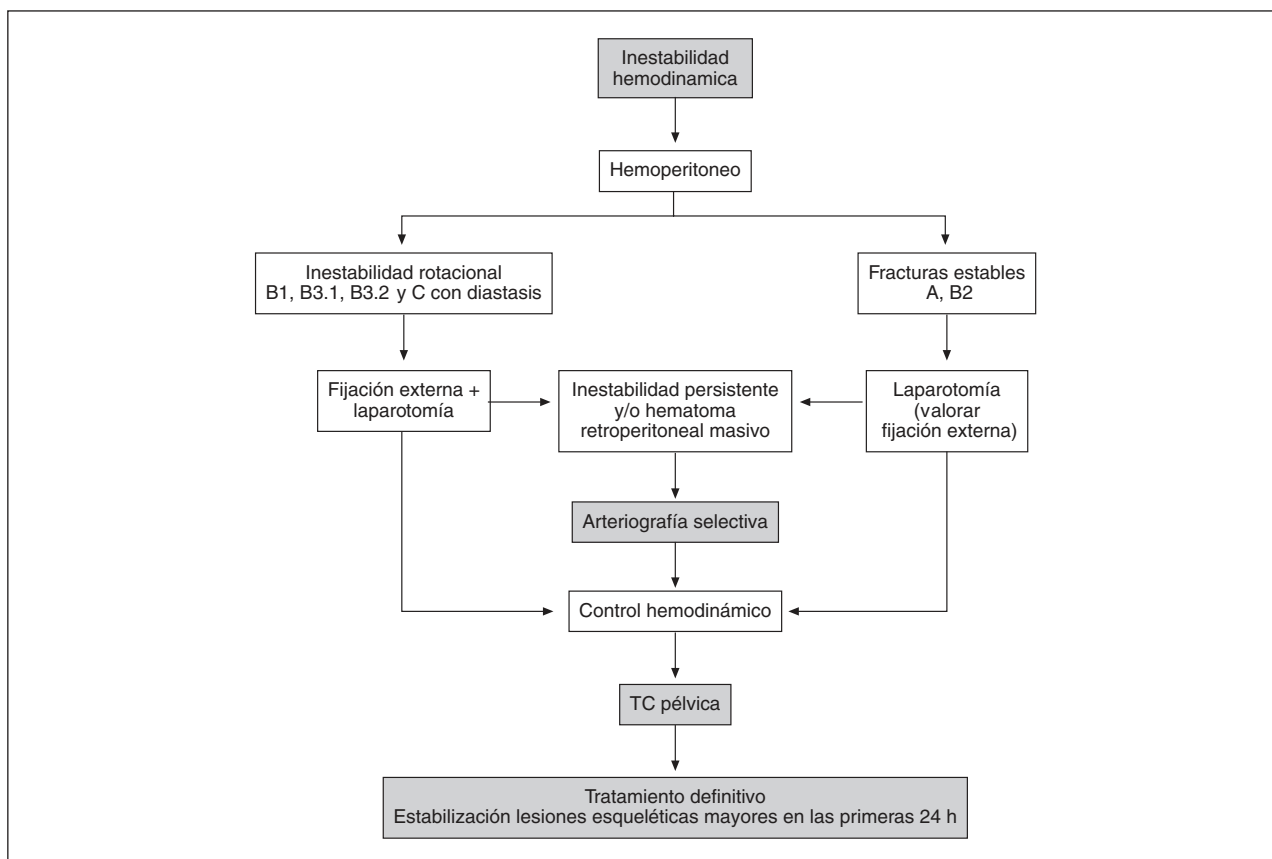 Inestabilidad
hemodinamica
Hemoperitoneo
Inestabilidad rotacional
B1, B3.1, B3.2 y C con diastasis
Fracturas estables
A, B2
Fijación externa +
laparotomía
Inestabilidad persistente
y/o hematoma
retroperitoneal masivo
Laparotomía
(valorar
fijación externa)
Arteriografía selectiva
Control hemodinámico
TC pélvica
Tratamiento definitivo
Estabilización lesiones esqueléticas mayores en las primeras 24 h